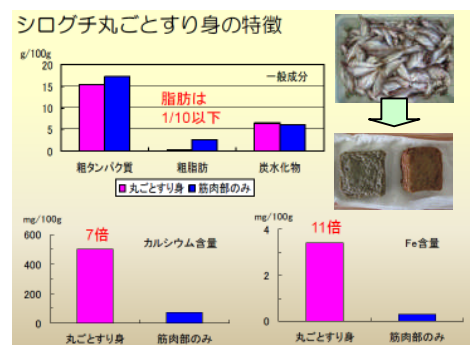 シログチ丸ごとすり身の特徴
g/100g
20
15
10
5
0
一般成分
脂肪は
1/10以下
粗タンパク質 粗脂肪 炭水化物
丸ごとすり身 筋肉部のみ
mg/100g
600
400
200
0
7倍
カルシウム含量
丸ごとすり身 筋肉部のみ
mg/100g
4
2
0
11倍
Fe含量
丸ごとすり身 筋肉部のみ